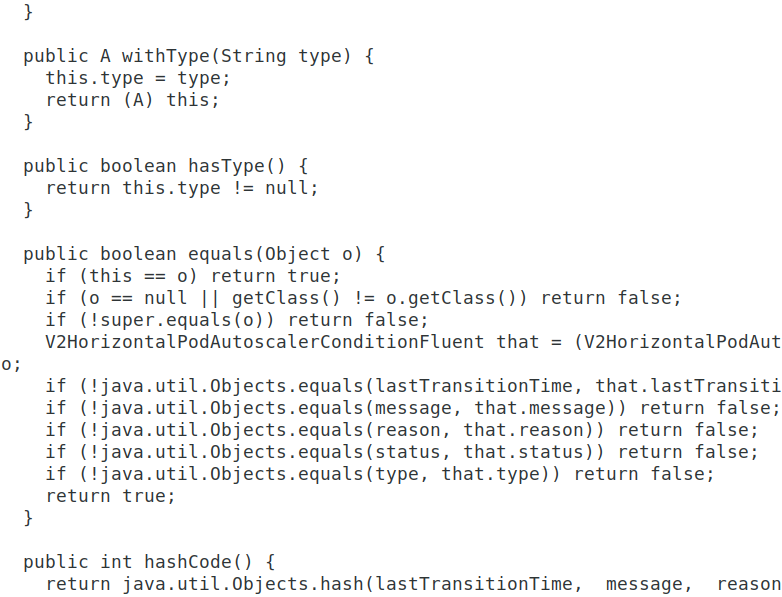 }
public A withType(String type) {
this.type = type;
return (A) this;
}
public boolean hasType() {
return this.type != null;
}
public boolean equals(Object o) {
if (this == o) return true;
if (o == null || getClass() != o.getClass()) return false;
if (!super.equals(o)) return false;
V2HorizontalPodAutoscalerConditionFluent that = (V2HorizontalPodAut
o;
if (!java.util.Objects.equals(lastTransitionTime, that.lastTransiti
if (!java.util.Objects.equals(message, that.message)) return false;
if (!java.util.Objects.equals(reason, that.reason)) return false;
if (!java.util.Objects.equals(status, that.status)) return false;
if (!java.util.Objects.equals(type, that.type)) return false;
return true;
}
public int hashCode() {
return java.util.Objects.hash(lastTransitionTime,  message,  reason